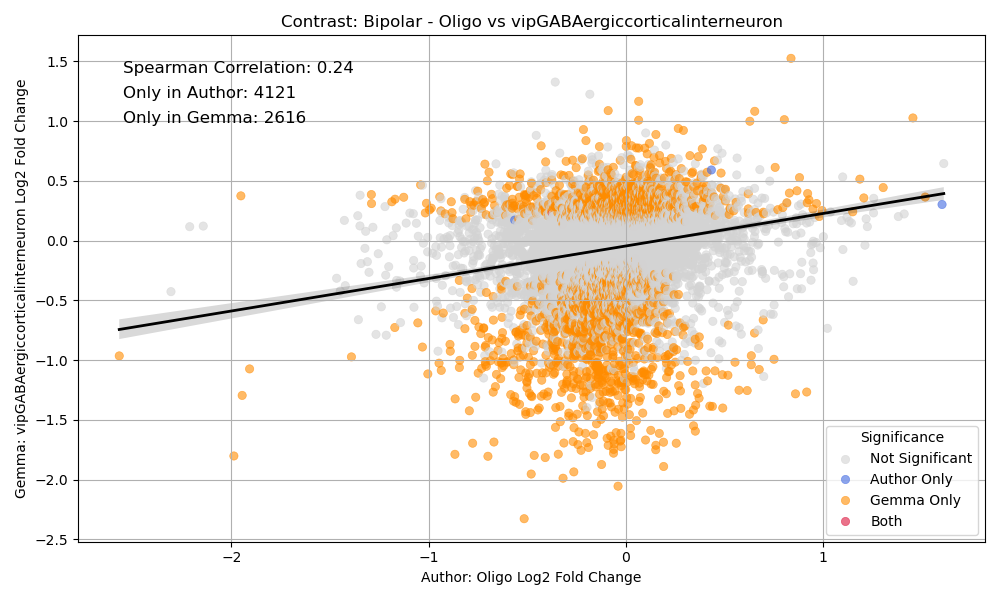 Contrast: Bipolar - Oligo vs vipGABAergiccorticalinterneuron
Spearman Correlation: 0.24
Only in Author: 4121
Only in Gemma: 2616
Gemma: vipGABAergiccorticalinterneuron Log2 Fold Change
1.5
1.0
0.5
0.0
−0.5
−1.0
−1.5
−2.0
−2.5
−2
−1
0
1
Author: Oligo Log2 Fold Change
Significance
Not Significant
Author Only
Gemma Only
Both